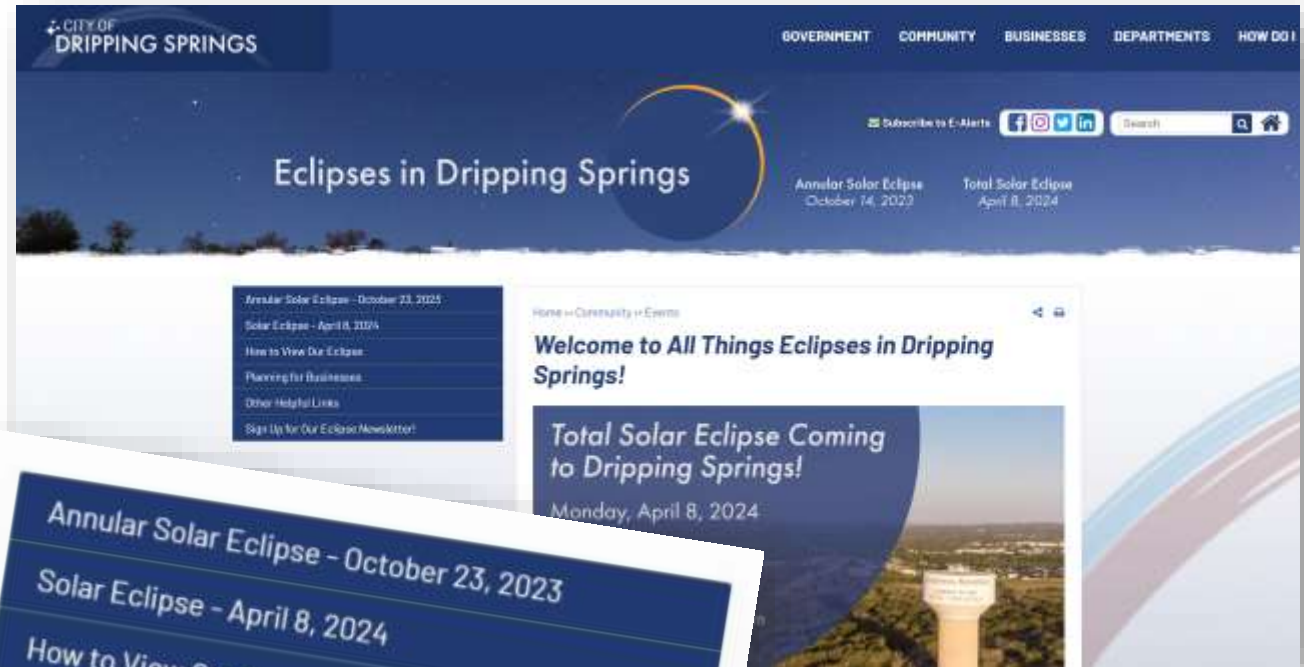 CITY OF
DRIPPING SPRINGS
GOVERNMENT COMMUNITY BUSINESSES DEPARTMENTS HOW DO I
Subscribe to E-Alerts
Search
Eclipses in Dripping Springs
Annular Solar Eclipse
October 14, 2023
Total Solar Eclipse
April 8, 2024
Annular Solar Eclipse - October 23, 2023
Solar Eclipse - April 8, 2024
How to View Our Eclipse
Planning for Businesses
Other Helpful Links
Sign Up for Our Eclipse Newsletter!
Home » Community » Events
Welcome to All Things Eclipses in Dripping
Springs!
Total Solar Eclipse Coming
to Dripping Springs!
Monday, April 8, 2024
Annular Solar Eclipse - October 23, 2023
Solar Eclipse - April 8, 2024
How to View